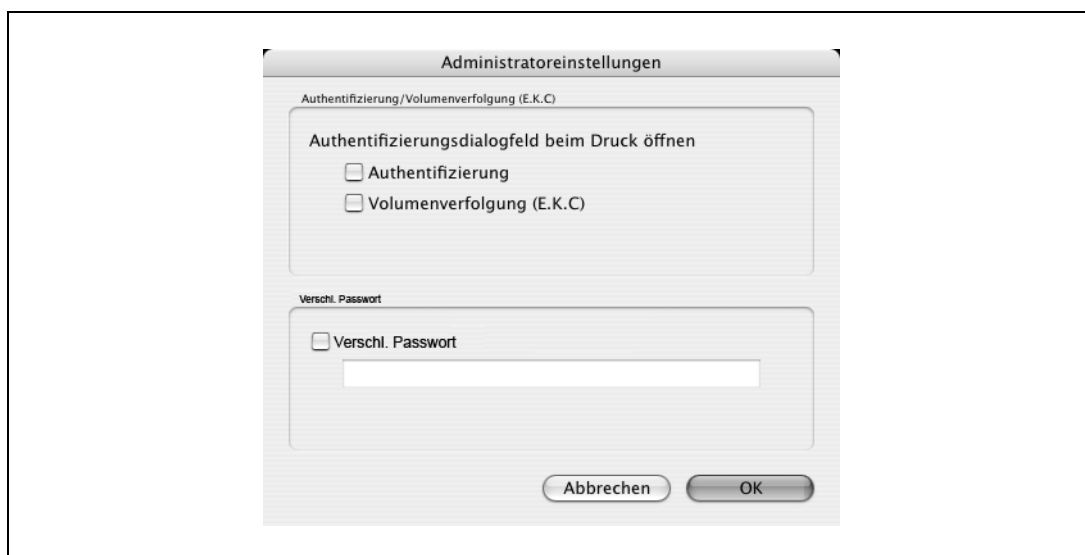 Administratoreinstellungen
Authentifizierung/Volumenverfolgung (E.K.C)
Authentifizierungsdialogfeld beim Druck öffnen
Authentifizierung
Volumenverfolgung (E.K.C)
Verschl. Passwort
Verschl. Passwort
Abbrechen OK